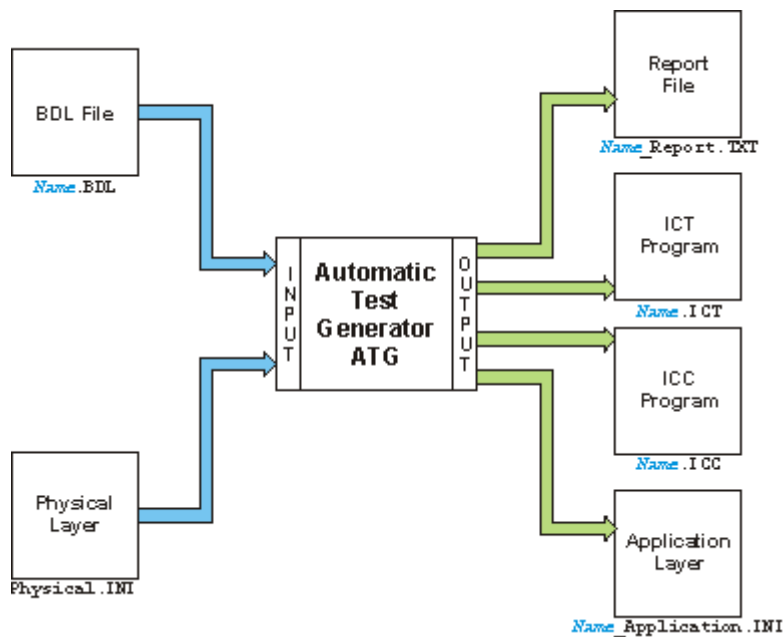 BDL File
Name.BDL
Physical
Layer
Physical.INI
INPUT
Automatic
Test
Generator
ATG
OUTPUT
Report
File
Name_Report.TXT
ICT
Program
Name.ICT
ICC
Program
Name.ICC
Application
Layer
Name_Application.INI